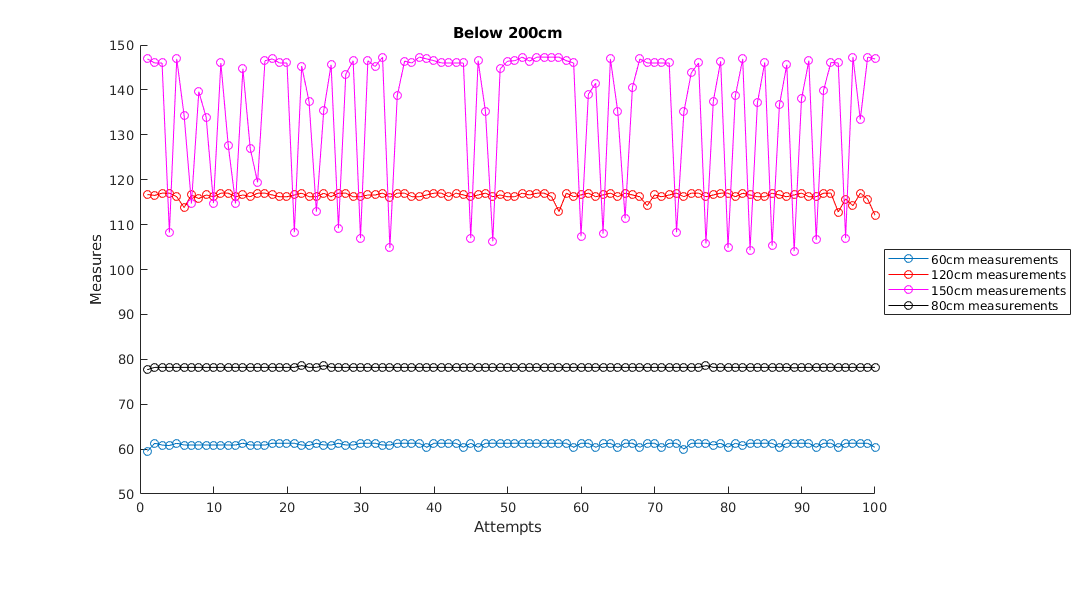 Below 200cm
150
140
130
120
110
100
90
80
70
60
50
Measures
0 10 20 30 40 50 60 70 80 90 100
Attempts
60cm measurements
120cm measurements
150cm measurements
80cm measurements